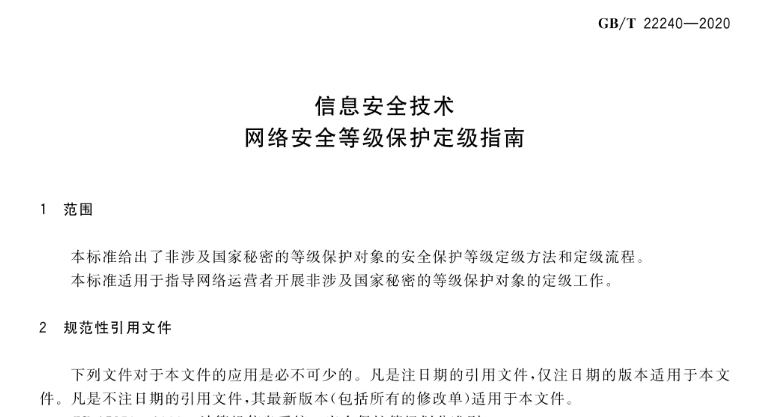 GB/T 22240—2020
信息安全技术
网络安全等级保护定级指南
1 范围
本标准给出了非涉及国家秘密的等级保护对象的安全保护等级定级方法和定级流程。
本标准适用于指导网络运营者开展非涉及国家秘密的等级保护对象的定级工作。
2 规范性引用文件
下列文件对于本文件的应用是必不可少的。凡是注日期的引用文件,仅注日期的版本适用于本文
件。凡是不注日期的引用文件,其最新版本(包括所有的修改单)适用于本文件。